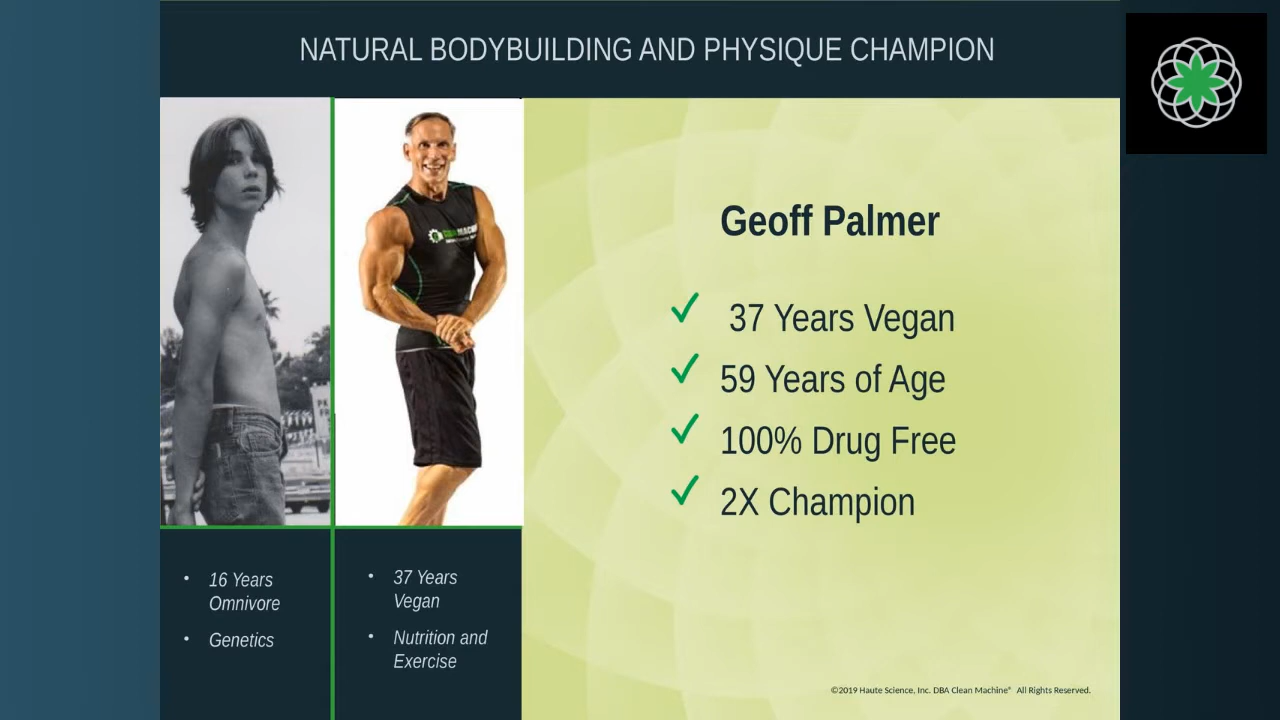 NATURAL BODYBUILDING AND PHYSIQUE CHAMPION
Geoff Palmer
✓ 37 Years Vegan
✓ 59 Years of Age
✓ 100% Drug Free
✓ 2X Champion
• 16 Years
Omnivore
• Genetics
• 37 Years
Vegan
• Nutrition and
Exercise
©2019 Haute Science, Inc. DBA Clean Machine® All Rights Reserved.